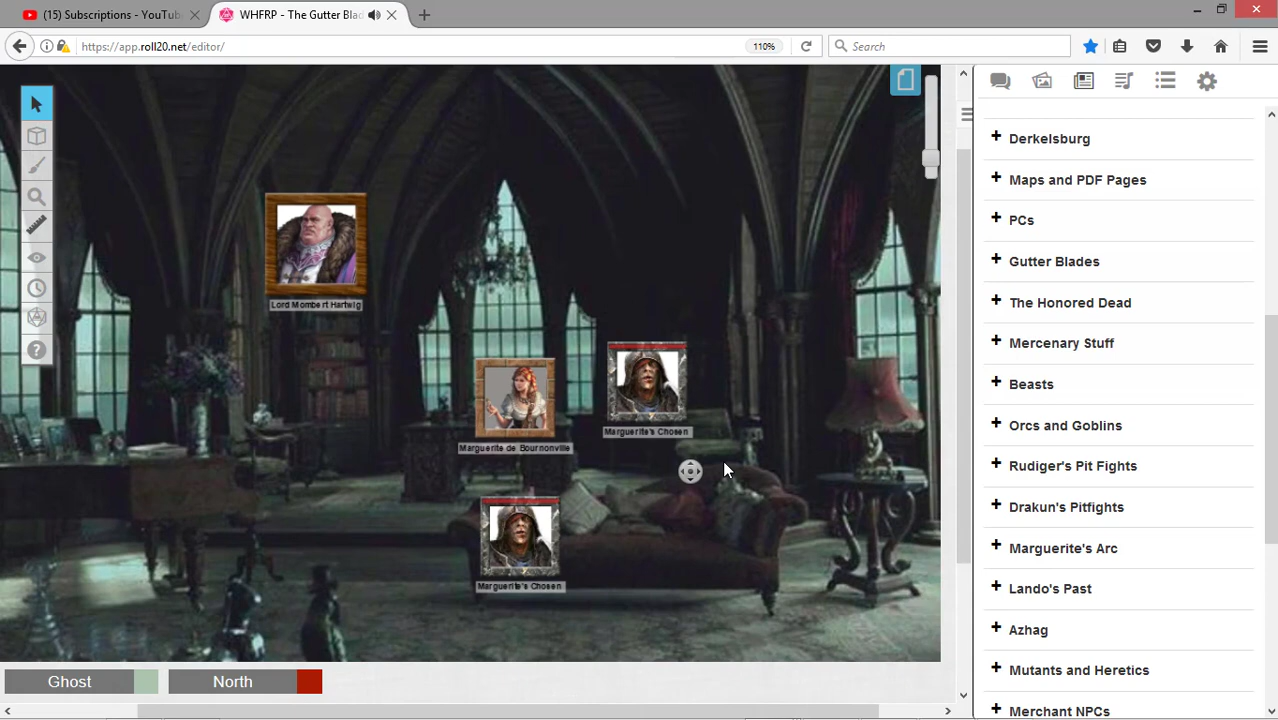 (15) Subscriptions - YouTub
WHFRP - The Gutter Blad
https://app.roll20.net/editor/
110%
Search
Derkelsburg
Maps and PDF Pages
PCs
Gutter Blades
The Honored Dead
Mercenary Stuff
Beasts
Orcs and Goblins
Rudiger's Pit Fights
Drakun's Pitfights
Marguerite's Arc
Lando's Past
Azhag
Mutants and Heretics
Merchant NPCs
Lord Mombert Hartwig
Marguerite de Bournonville
Marguerite's Chosen
Marguerite's Chosen
Ghost
North